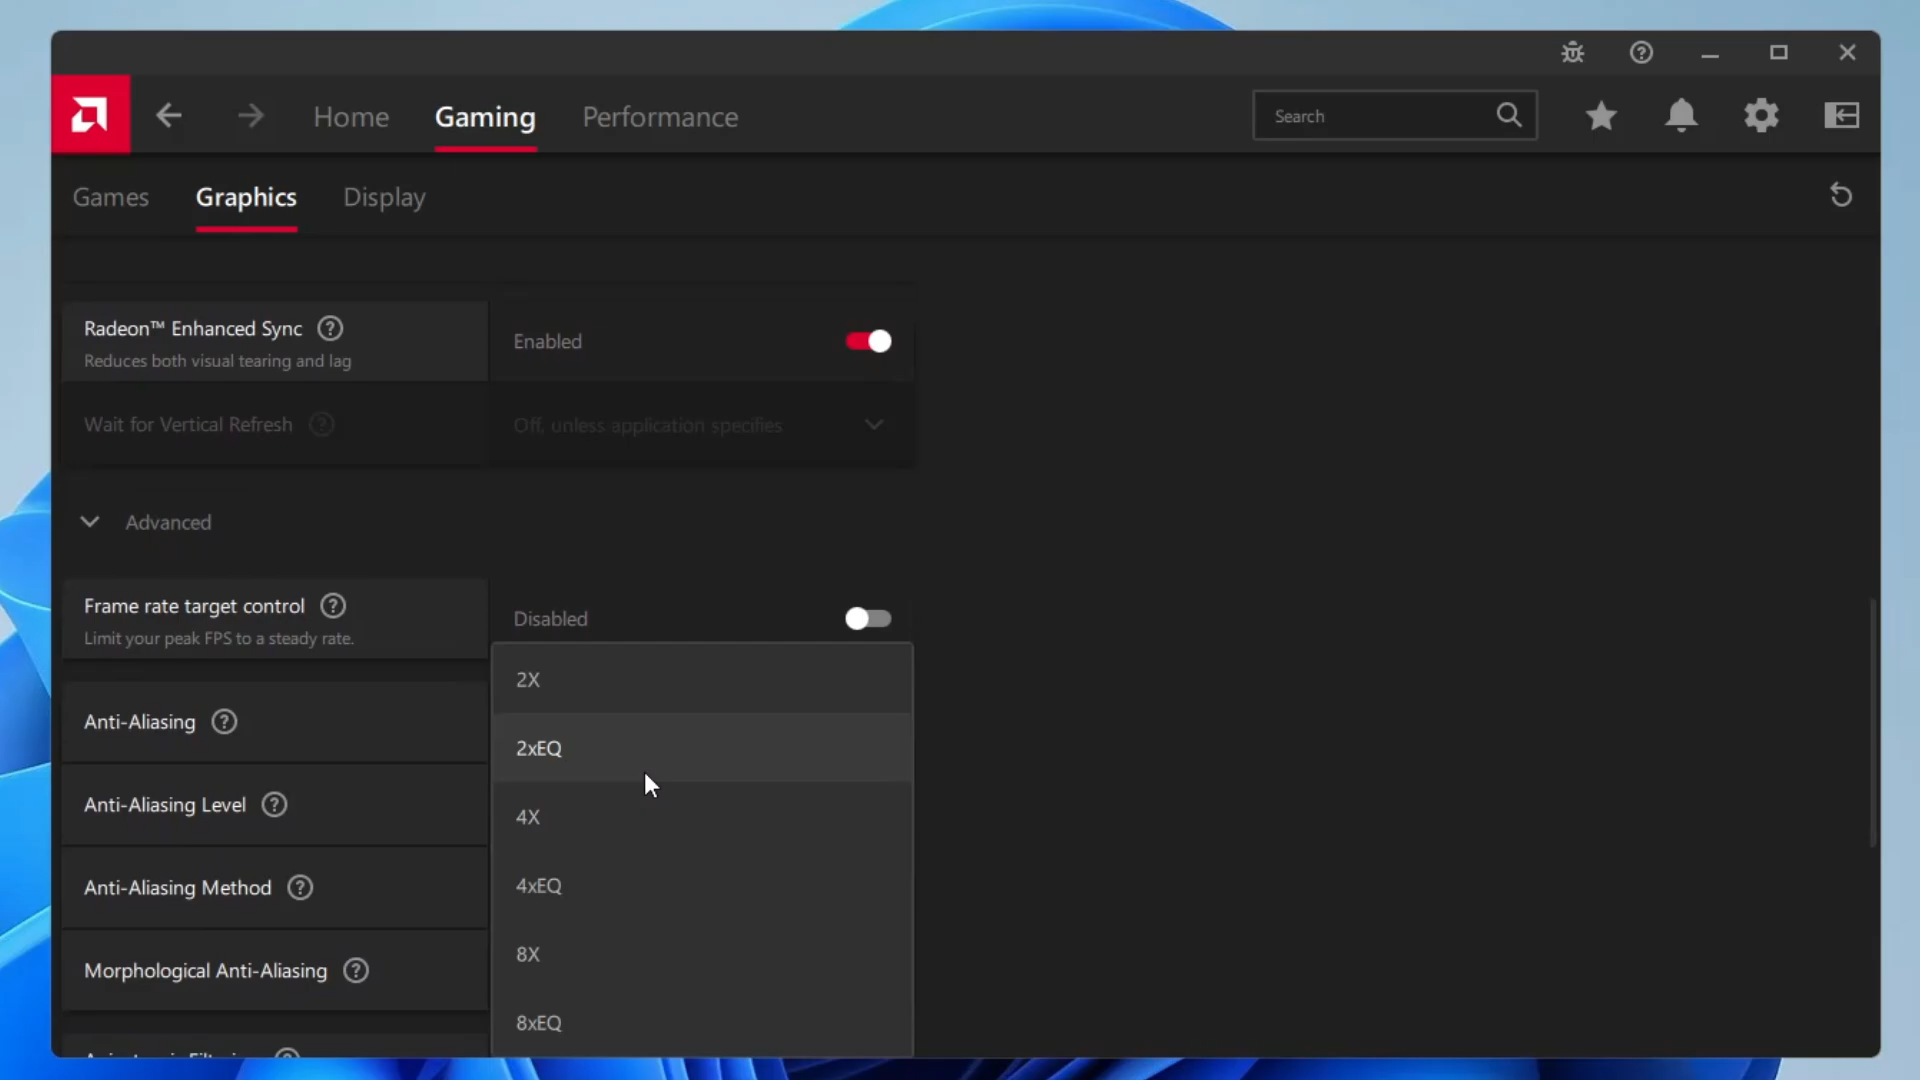 Home
Gaming
Performance
Search
Games
Graphics
Display
Radeon™ Enhanced Sync
Reduces both visual tearing and lag
Enabled
Wait for Vertical Refresh
Off, unless application specifies
Advanced
Frame rate target control
Limit your peak FPS to a steady rate.
Disabled
2X
Anti-Aliasing
2xEQ
Anti-Aliasing Level
4X
Anti-Aliasing Method
4xEQ
Morphological Anti-Aliasing
8X
8xEQ